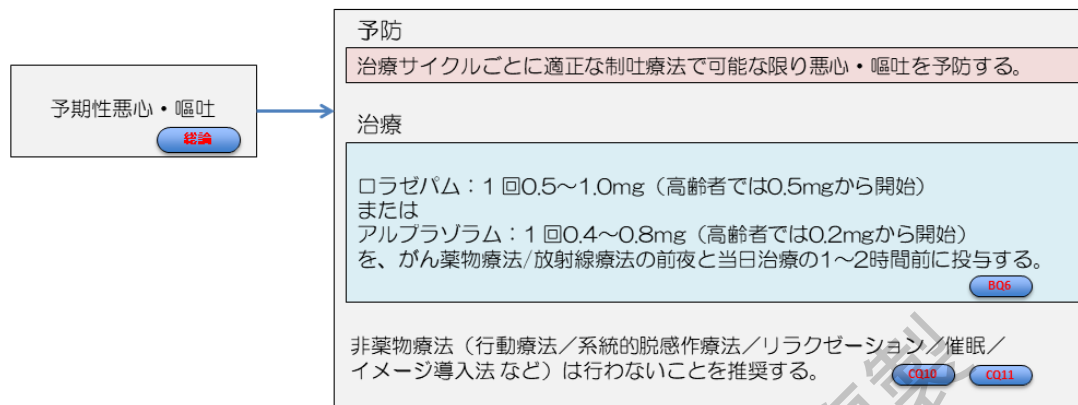 予期性悪心・嘔吐
総論
予防
治療サイクルごとに適正な制吐療法で可能な限り悪心・嘔吐を予防する。
治療
ロラゼパム：１回0.5～1.0mg（高齢者では0.5mgから開始）
または
アルプラゾラム：１回0.4～0.8mg（高齢者では0.2mgから開始）
を、がん薬物療法/放射線療法の前夜と当日治療の1～2時間前に投与する。
BQ6
非薬物療法（行動療法／系統的脱感作療法／リラクゼーション／催眠／
イメージ導入法 など）は行わないことを推奨する。
CQ10 CQ11
製